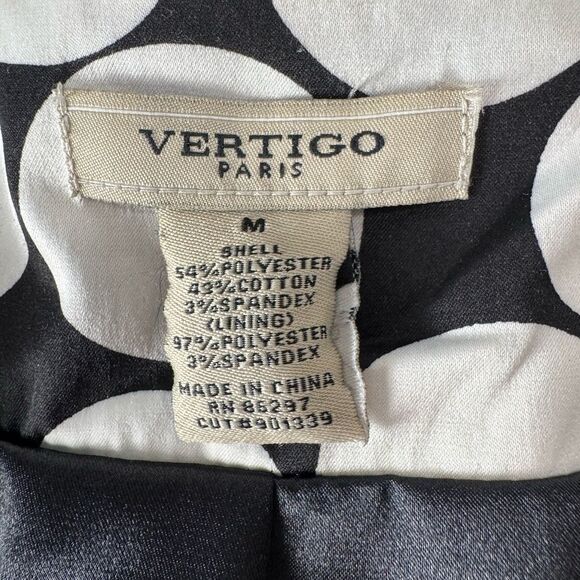 VERTIGO
PARIS
M
SHELL
54%POLYESTER
43%COTTON
3%SPANDEX
(LINING)
97%POLYESTER
3%SPANDEX
MADE IN CHINA
RN 86297
CUT#901339